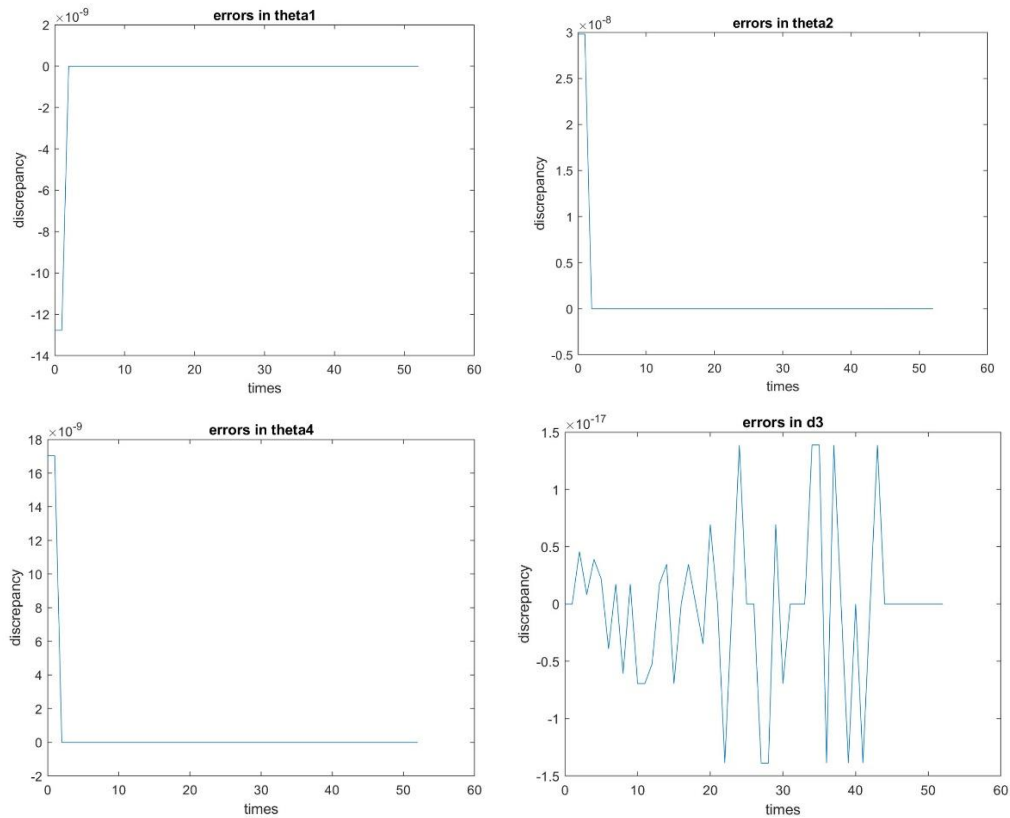 ×10⁻⁹
errors in theta1
2
0
-2
-4
-6
-8
-10
-12
-14
discrepancy
0 10 20 30 40 50 60
times
×10⁻⁸
errors in theta2
3
2.5
2
1.5
1
0.5
0
-0.5
discrepancy
0 10 20 30 40 50 60
times
×10⁻⁹
errors in theta4
18
16
14
12
10
8
6
4
2
0
-2
discrepancy
0 10 20 30 40 50 60
times
×10⁻¹⁷
errors in d3
1.5
1
0.5
0
-0.5
-1
-1.5
discrepancy
0 10 20 30 40 50 60
times